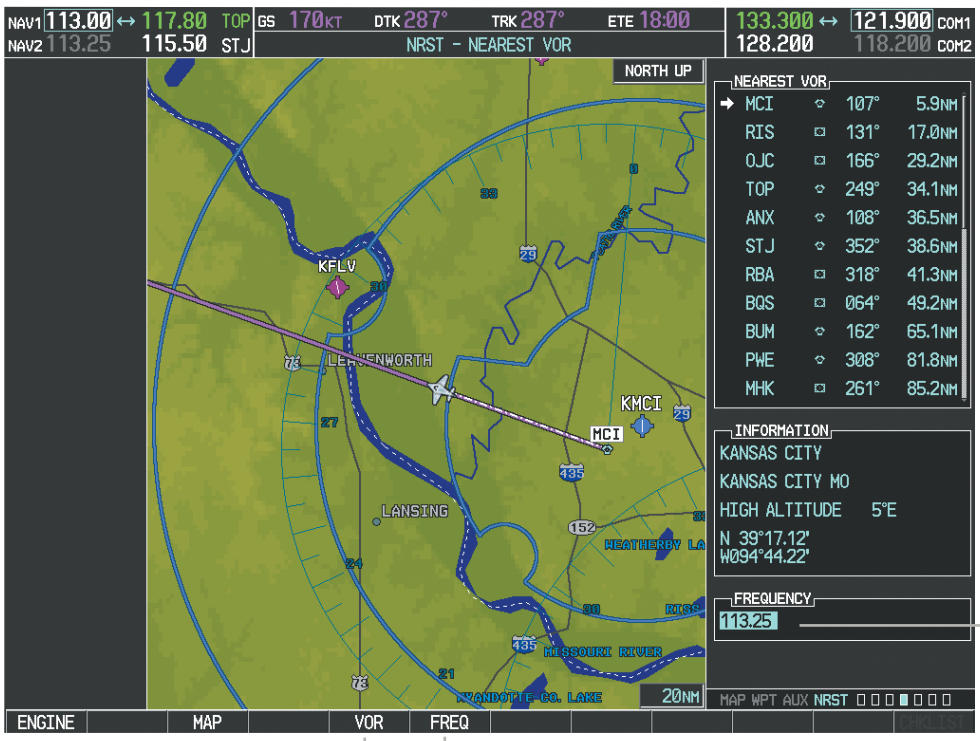 NAV1 113.00 ↔ 117.80 TOP
NAV2 113.25 115.50 STJ
GS 170KT DTK 287° TRK 287° ETE 18:00
NRST - NEAREST VOR
133.300 ↔ 121.900 COM1
128.200 118.200 COM2
NORTH UP
33
0
PLATTE RIVER
29
KFLV
30
73
LEAVENWORTH
27
KMCI
29
MCI
435
LANSING
152
WEATHERBY LA
24
30
RISS
435
MISSOURI RIVER
21
73
WYANDOTTE CO. LAKE
20NM
NEAREST VOR
MCI 107° 5.9NM
RIS 131° 17.0NM
OJC 166° 29.2NM
TOP 249° 34.1NM
ANX 108° 36.5NM
STJ 352° 38.6NM
RBA 318° 41.3NM
BQS 064° 49.2NM
BUM 162° 65.1NM
PWE 308° 81.8NM
MHK 261° 85.2NM
INFORMATION
KANSAS CITY
KANSAS CITY MO
HIGH ALTITUDE 5°E
N 39°17.12'
W094°44.22'
FREQUENCY
113.25
MAP WPT AUX NRST
ENGINE MAP VOR FREQ CHKLIST